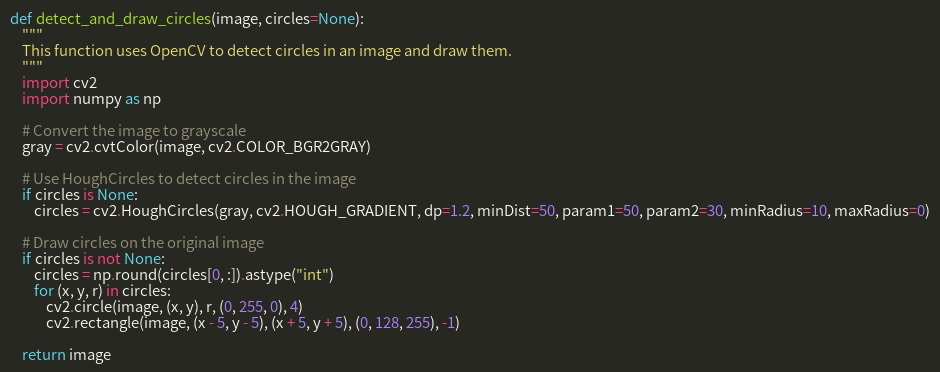 def detect_and_draw_circles(image, circles=None):
    """
    This function uses OpenCV to detect circles in an image and draw them.
    """
    import cv2
    import numpy as np

    # Convert the image to grayscale
    gray = cv2.cvtColor(image, cv2.COLOR_BGR2GRAY)

    # Use HoughCircles to detect circles in the image
    if circles is None:
        circles = cv2.HoughCircles(gray, cv2.HOUGH_GRADIENT, dp=1.2, minDist=50, param1=50, param2=30, minRadius=10, maxRadius=0)

    # Draw circles on the original image
    if circles is not None:
        circles = np.round(circles[0, :]).astype("int")
        for (x, y, r) in circles:
            cv2.circle(image, (x, y), r, (0, 255, 0), 4)
            cv2.rectangle(image, (x - 5, y - 5), (x + 5, y + 5), (0, 128, 255), -1)

    return image